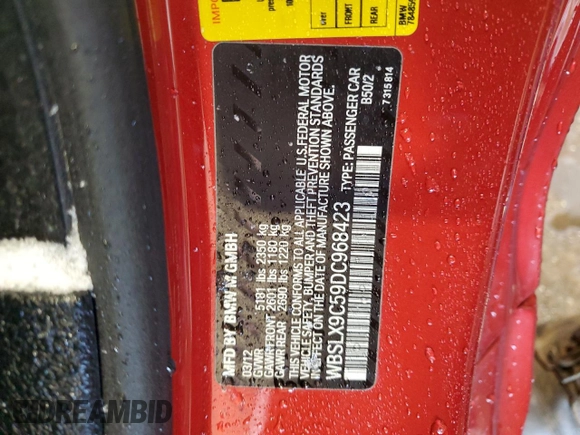 MFD BY BMW M GMBH
03/12
GVWR 5181 lbs 2350 kg
GAWR/FRONT 2601 lbs 1180 kg
GAWR/REAR 2690 lbs 1220 kg
THIS VEHICLE CONFORMS TO ALL APPLICABLE U.S. FEDERAL MOTOR
VEHICLE SAFETY, BUMPER AND THEFT PREVENTION STANDARDS
IN EFFECT ON THE DATE OF MANUFACTURE SHOWN ABOVE.
WBSLX9C59DC968423 TYPE: PASSENGER CAR
B50/2
7 315 814
FRONT
REAR
BMW
IDREAMBID